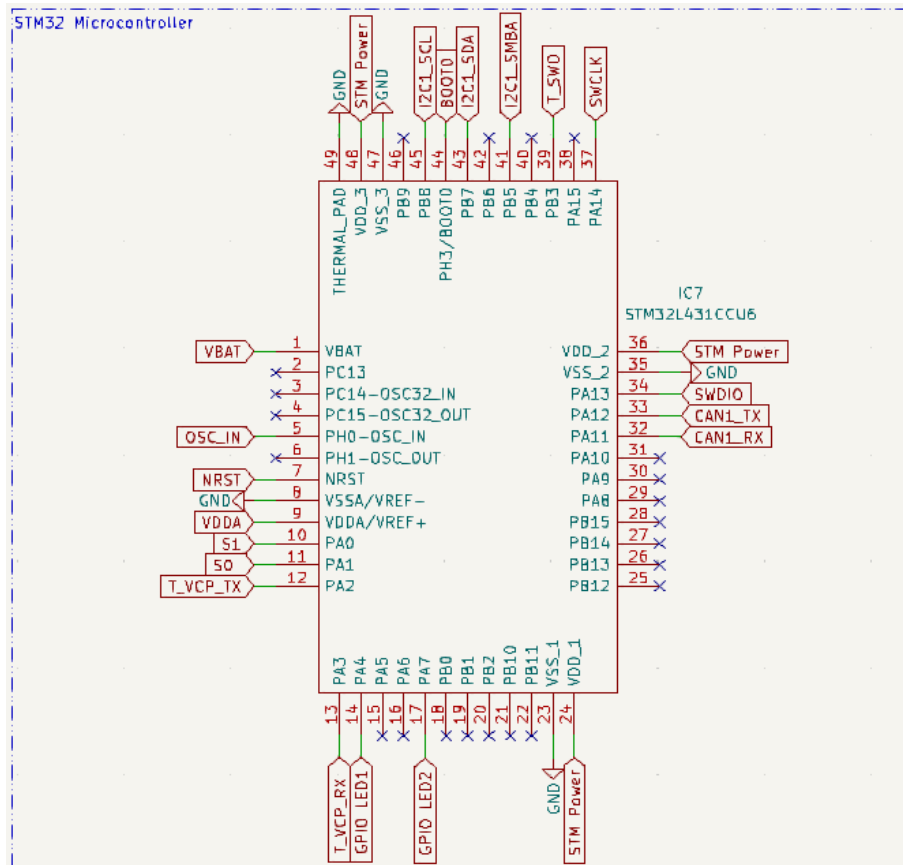 STM32 Microcontroller
GND
STM Power
GND
I2C1_SCL
BOOT0
I2C1_SDA
I2C1_SMBA
T_SWO
SWCLK
49
48
47
46
45
44
43
42
41
40
39
38
37
THERMAL_PAD
VDD_3
VSS_3
PB9
PB8
PH3/BOOT0
PB7
PB6
PB5
PB4
PB3
PA15
PA14
IC7
STM32L431CCU6
VBAT 1 VBAT
2 PC13
3 PC14-OSC32_IN
4 PC15-OSC32_OUT
OSC_IN 5 PH0-OSC_IN
6 PH1-OSC_OUT
NRST 7 NRST
GND 8 VSSA/VREF-
VDDA 9 VDDA/VREF+
S1 10 PA0
S0 11 PA1
T_VCP_TX 12 PA2
VDD_2 36 STM Power
VSS_2 35 GND
PA13 34 SWDIO
PA12 33 CAN1_TX
PA11 32 CAN1_RX
PA10 31
PA9 30
PA8 29
PB15 28
PB14 27
PB13 26
PB12 25
PA3
PA4
PA5
PA6
PA7
PB0
PB1
PB2
PB10
PB11
VSS_1
VDD_1
13
14
15
16
17
18
19
20
21
22
23
24
T_VCP_RX
GPIO LED1
GPIO LED2
GND
STM Power